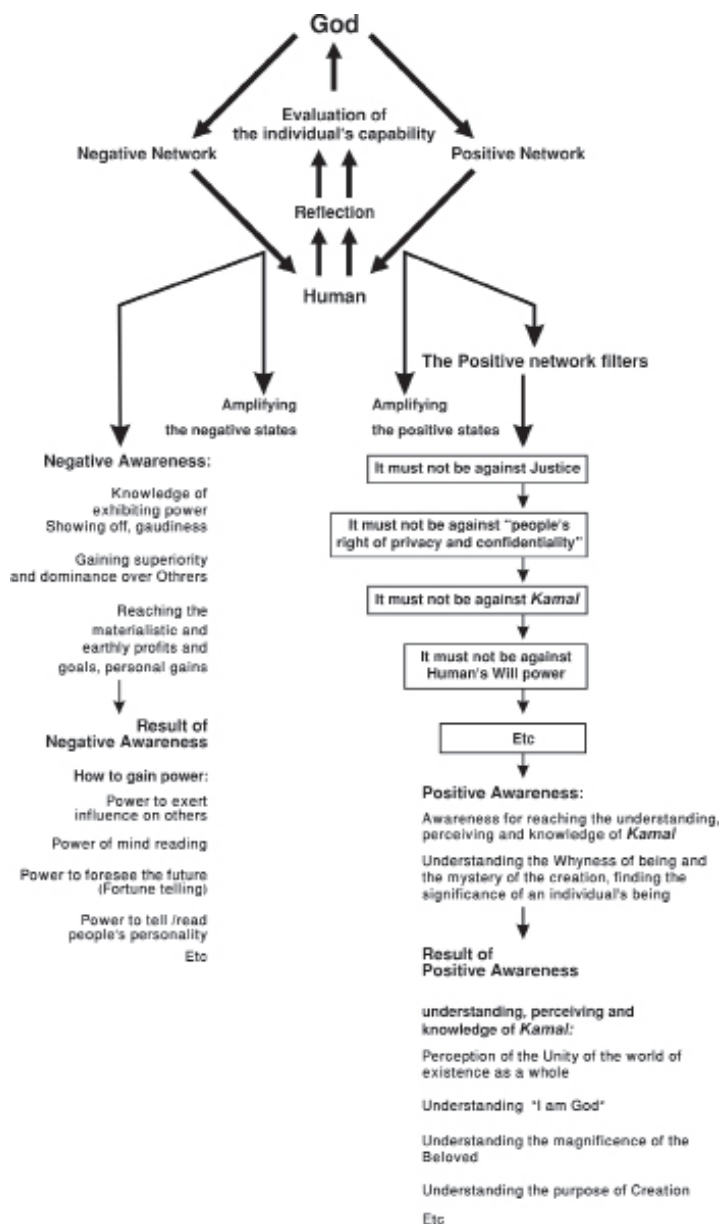 God
Evaluation of
the individual's capability
Negative Network
Positive Network
Reflection
Human
The Positive network filters
Amplifying
the negative states
Amplifying
the positive states
Negative Awareness:
Knowledge of
exhibiting power
Showing off, gaudiness
Gaining superiority
and dominance over Othrers
Reaching the
materialistic and
earthly profits and
goals, personal gains
Result of
Negative Awareness
How to gain power:
Power to exert
influence on others
Power of mind reading
Power to foresee the future
(Fortune telling)
Power to tell /read
people's personality
Etc
It must not be against Justice
It must not be against "people's
right of privacy and confidentiality"
It must not be against Kamal
It must not be against
Human's Will power
Etc
Positive Awareness:
Awareness for reaching the understanding,
perceiving and knowledge of Kamal
Understanding the Whyness of being and
the mystery of the creation, finding the
significance of an individual's being
Result of
Positive Awareness
understanding, perceiving and
knowledge of Kamal:
Perception of the Unity of the world of
existence as a whole
Understanding "I am God"
Understanding the magnificence of the
Beloved
Understanding the purpose of Creation
Etc